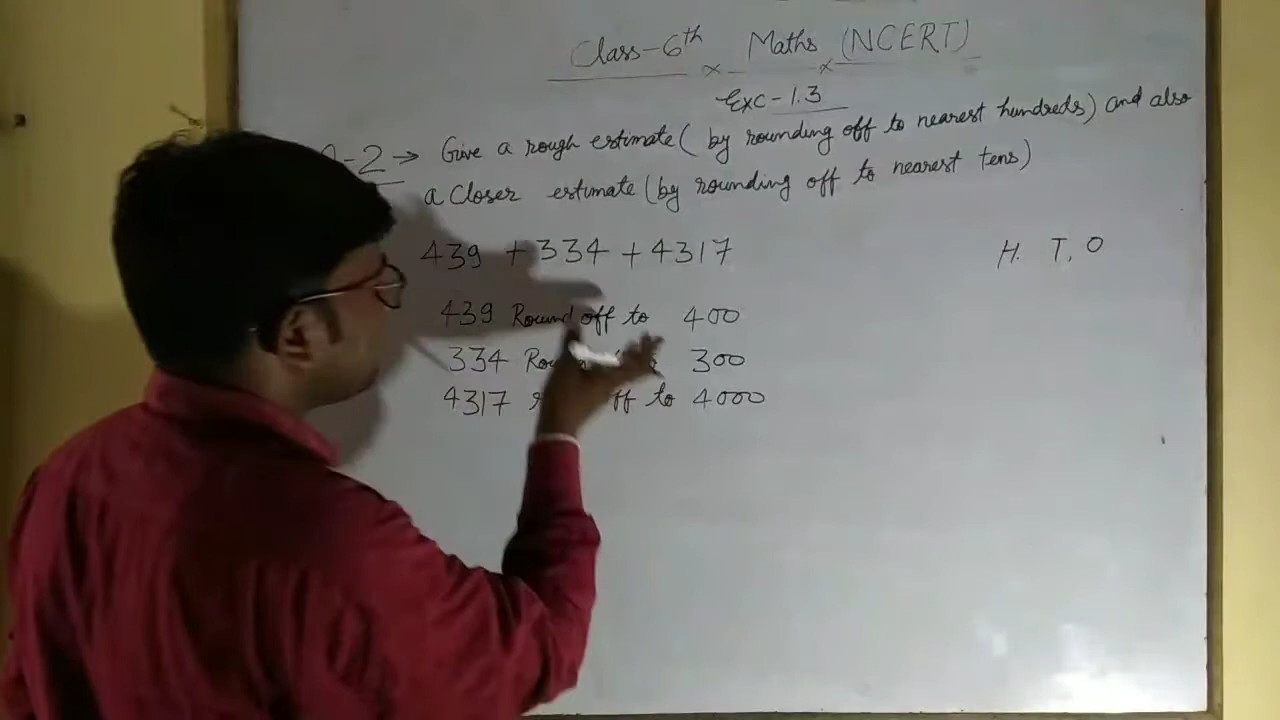 Class-6th × Maths × (NCERT)
Exc-1.3
Q-2 → Give a rough estimate ( by rounding off to nearest hundreds) and also
a Closer estimate (by rounding off to nearest tens)
439 + 334 + 4317
H. T, O
439 Round off to 400
334 300
4317 to 4000